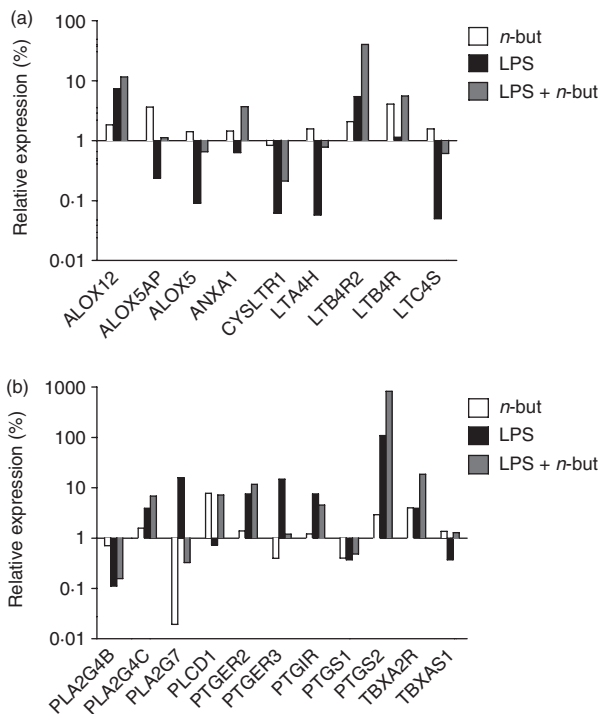 (a)
100
10
1
0·1
0·01
Relative expression (%)
n-but
LPS
LPS + n-but
ALOX12
ALOX5AP
ALOX5
ANXA1
CYSLTR1
LTA4H
LTB4R2
LTB4R
LTC4S
(b)
1000
100
10
1
0·1
0·01
Relative expression (%)
n-but
LPS
LPS + n-but
PLA2G4B
PLA2G4C
PLA2G7
PLCD1
PTGER2
PTGER3
PTGIR
PTGS1
PTGS2
TBXA2R
TBXAS1